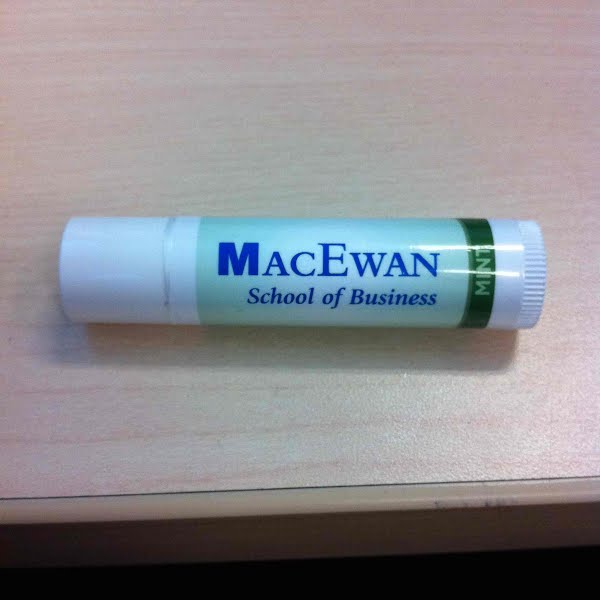 MACEWAN
School of Business
MINT